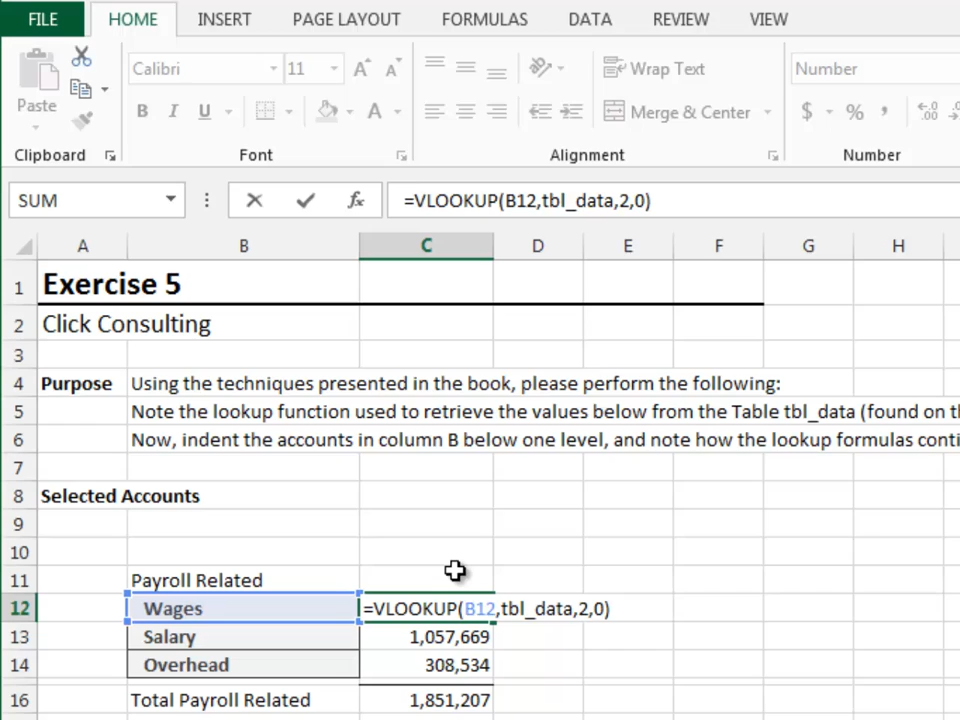 FILE HOME INSERT PAGE LAYOUT FORMULAS DATA REVIEW VIEW
Calibri 11 A A Wrap Text Number
Paste B I U A Merge & Center $ % , .00
Clipboard Font Alignment Number
SUM fx =VLOOKUP(B12,tbl_data,2,0)
A B C D E F G H
1 Exercise 5
2 Click Consulting
3
4 Purpose Using the techniques presented in the book, please perform the following:
5 Note the lookup function used to retrieve the values below from the Table tbl_data (found on
6 Now, indent the accounts in column B below one level, and note how the lookup formulas
7
8 Selected Accounts
9
10
11 Payroll Related
12 Wages =VLOOKUP(B12,tbl_data,2,0)
13 Salary 1,057,669
14 Overhead 308,534
16 Total Payroll Related 1,851,207